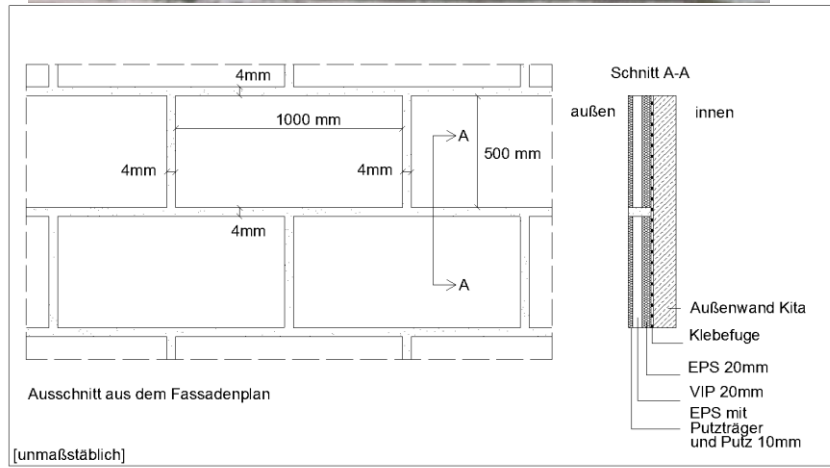 4mm
Schnitt A-A
1000 mm
A
außen
innen
500 mm
4mm
4mm
4mm
A
Außenwand Kita
Klebefuge
EPS 20mm
VIP 20mm
EPS mit
Putzträger
und Putz 10mm
Ausschnitt aus dem Fassadenplan
[unmaßstäblich]